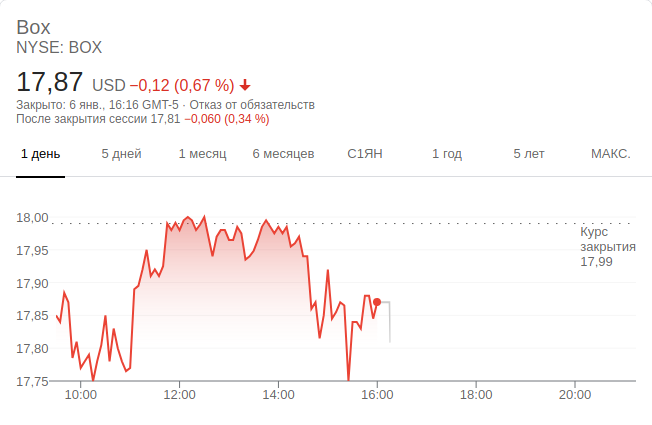 Box
NYSE: BOX
17,87 USD −0,12 (0,67 %)
Закрыто: 6 янв., 16:16 GMT-5 · Отказ от обязательств
После закрытия сессии 17,81 −0,060 (0,34 %)
1 день 5 дней 1 месяц 6 месяцев С1ЯН 1 год 5 лет МАКС.
18,00
Курс
закрытия
17,99
17,95
17,90
17,85
17,80
17,75
10:00 12:00 14:00 16:00 18:00 20:00